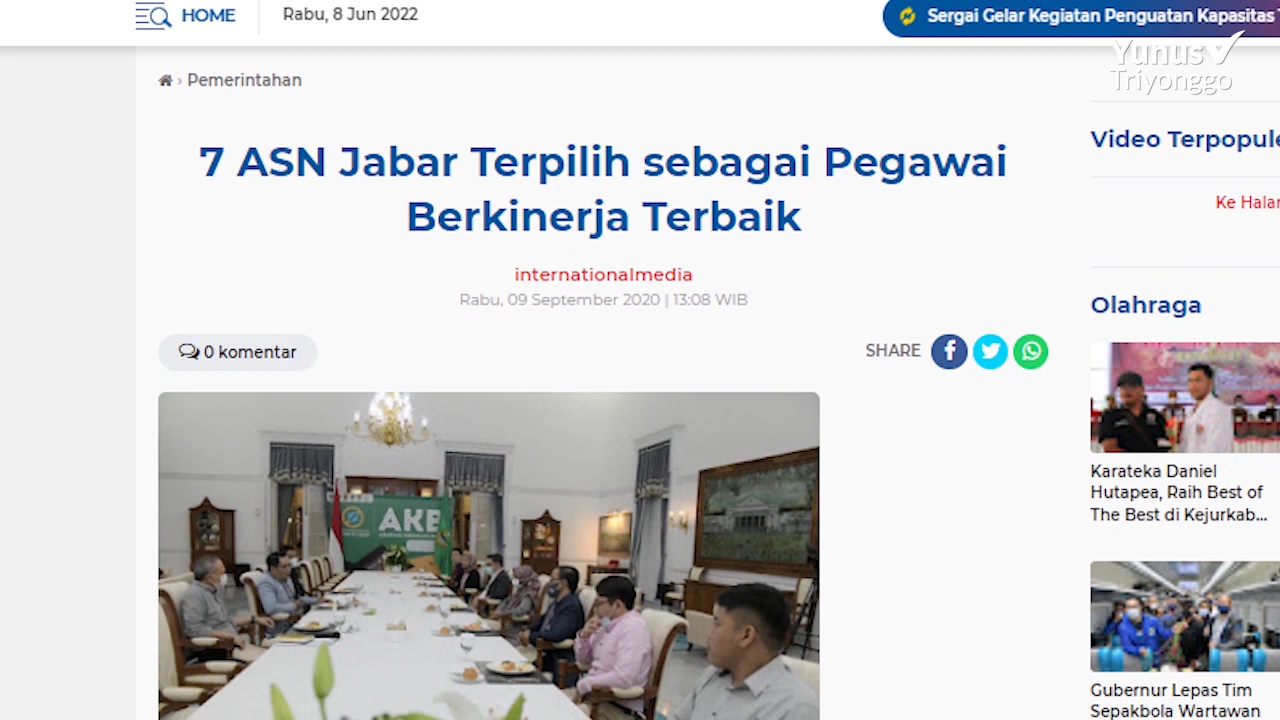 HOME
Rabu, 8 Jun 2022
Sergai Gelar Kegiatan Penguatan Kapasitas
Yunus
Triyonggo
Pemerintahan
7 ASN Jabar Terpilih sebagai Pegawai
Berkinerja Terbaik
internationalmedia
Rabu, 09 September 2020 | 13:08 WIB
0 komentar
SHARE
AKE
Video Terpopule
Ke Halar
Olahraga
Karateka Daniel
Hutapea, Raih Best of
The Best di Kejurkab...
Gubernur Lepas Tim
Sepakbola Wartawan